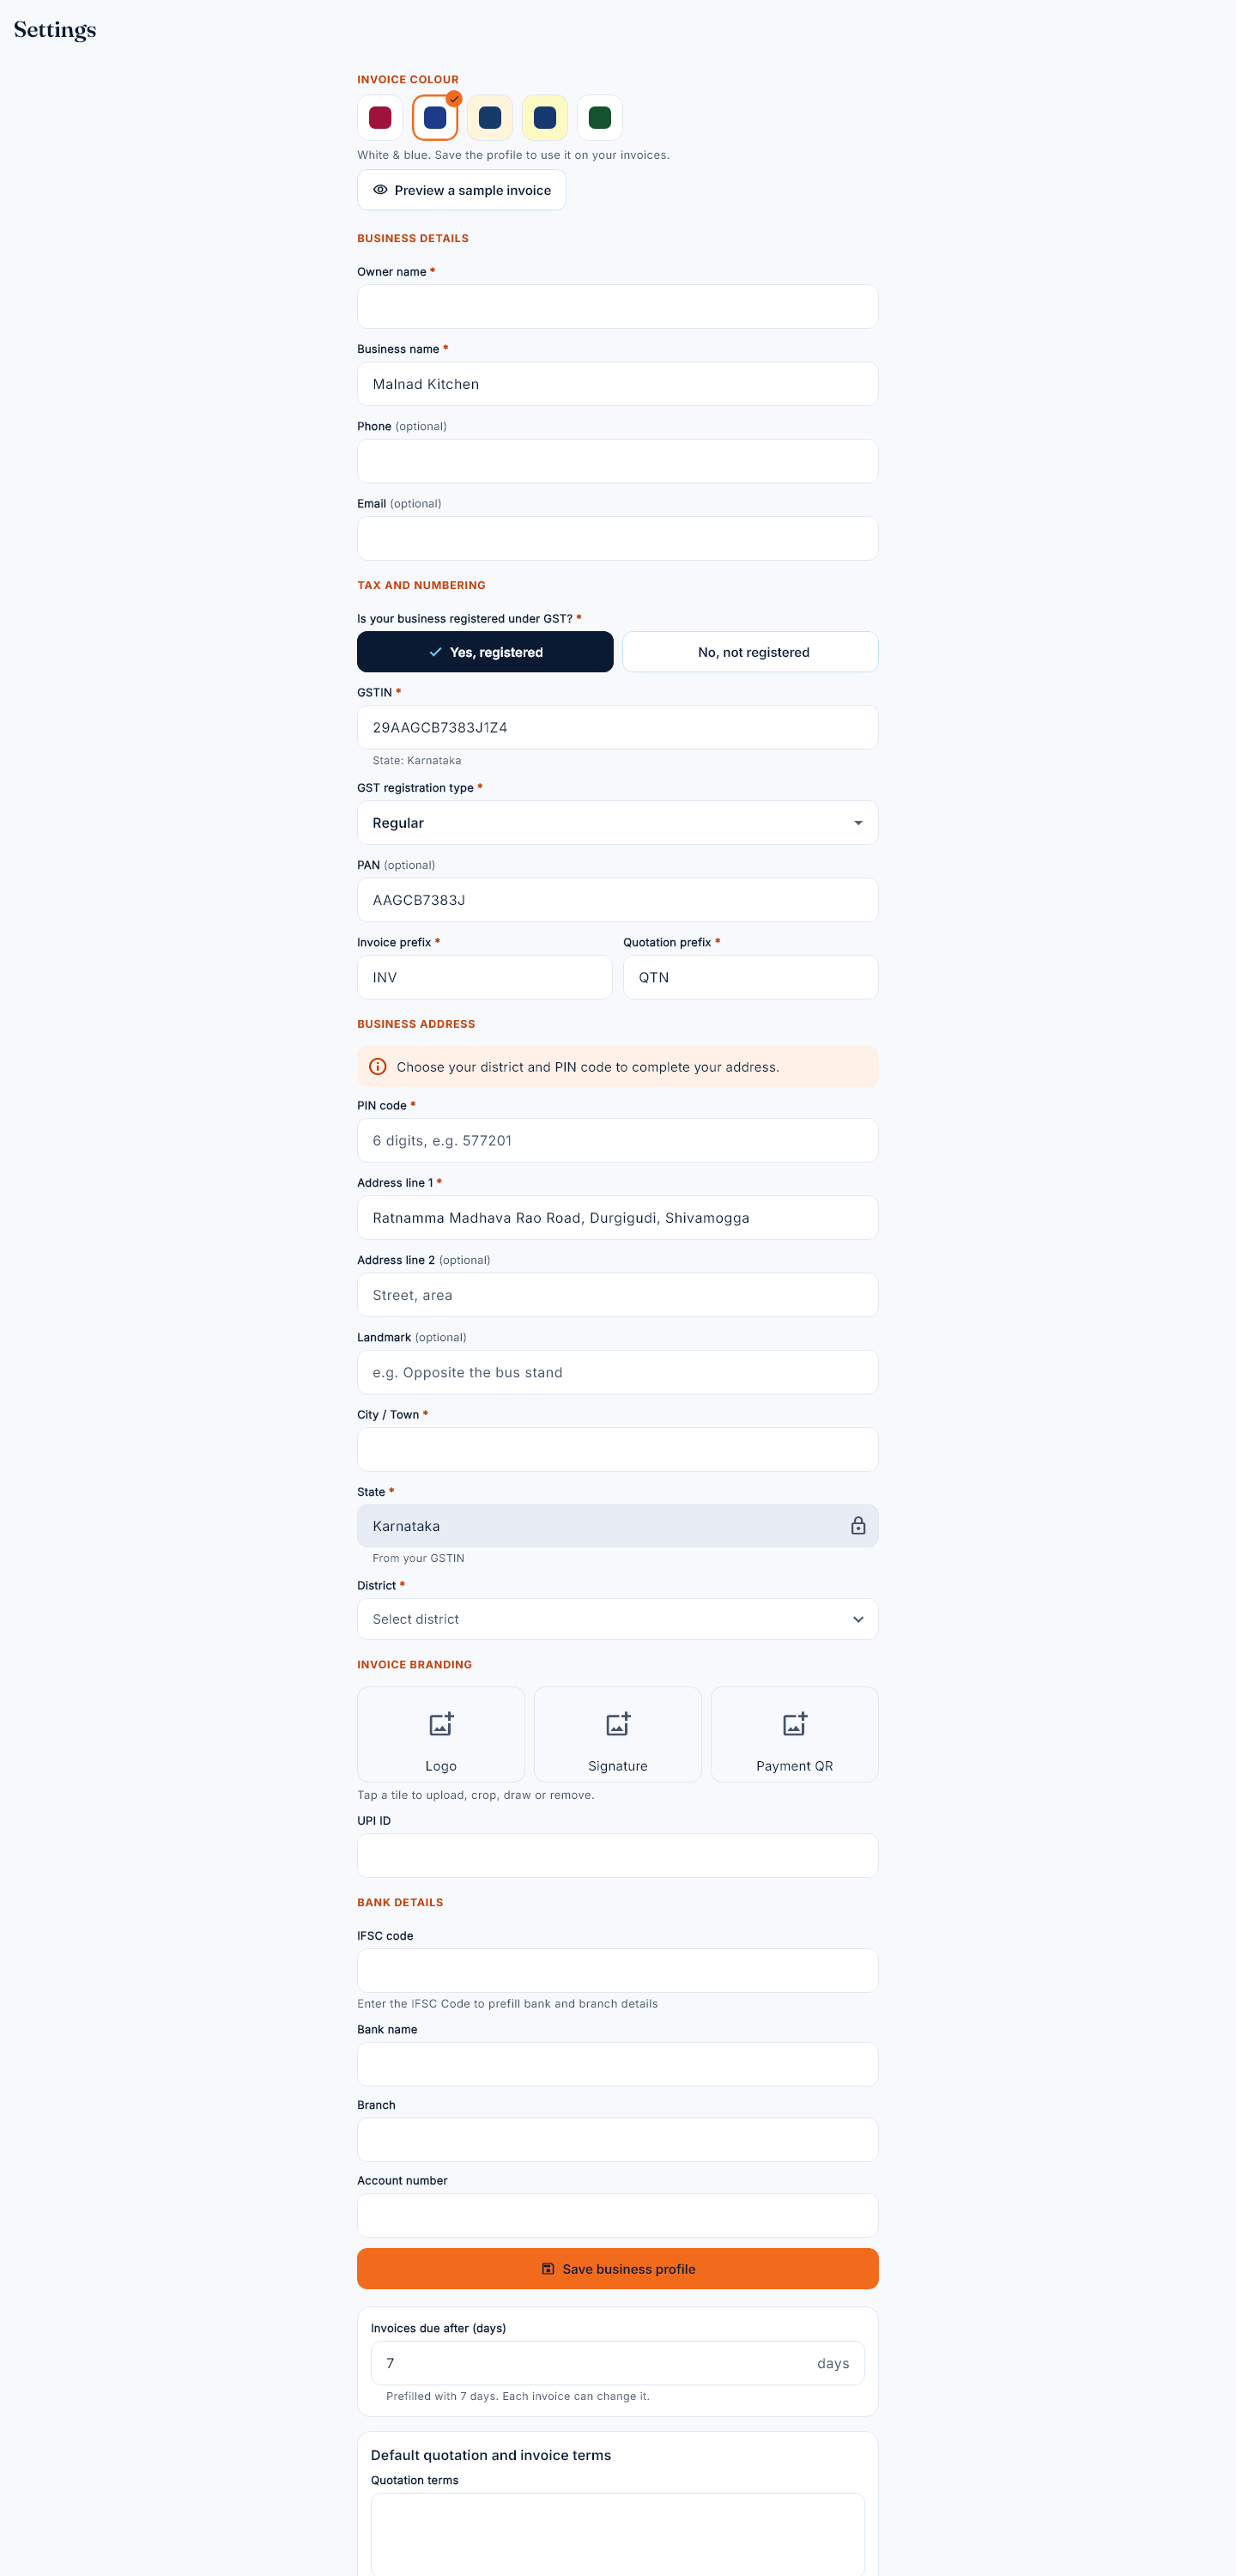 Settings
INVOICE COLOUR
White & blue. Save the profile to use it on your invoices.
Preview a sample invoice
BUSINESS DETAILS
Owner name *
Business name *
Malnad Kitchen
Phone (optional)
Email (optional)
TAX AND NUMBERING
Is your business registered under GST? *
Yes, registered
No, not registered
GSTIN *
29AAGCB7383J1Z4
State: Karnataka
GST registration type *
Regular
PAN (optional)
AAGCB7383J
Invoice prefix *
Quotation prefix *
INV
QTN
BUSINESS ADDRESS
Choose your district and PIN code to complete your address.
PIN code *
6 digits, e.g. 577201
Address line 1 *
Ratnamma Madhava Rao Road, Durgigudi, Shivamogga
Address line 2 (optional)
Street, area
Landmark (optional)
e.g. Opposite the bus stand
City / Town *
State *
Karnataka
From your GSTIN
District *
Select district
INVOICE BRANDING
Logo
Signature
Payment QR
Tap a tile to upload, crop, draw or remove.
UPI ID
BANK DETAILS
IFSC code
Enter the IFSC Code to prefill bank and branch details
Bank name
Branch
Account number
Save business profile
Invoices due after (days)
7 days
Prefilled with 7 days. Each invoice can change it.
Default quotation and invoice terms
Quotation terms